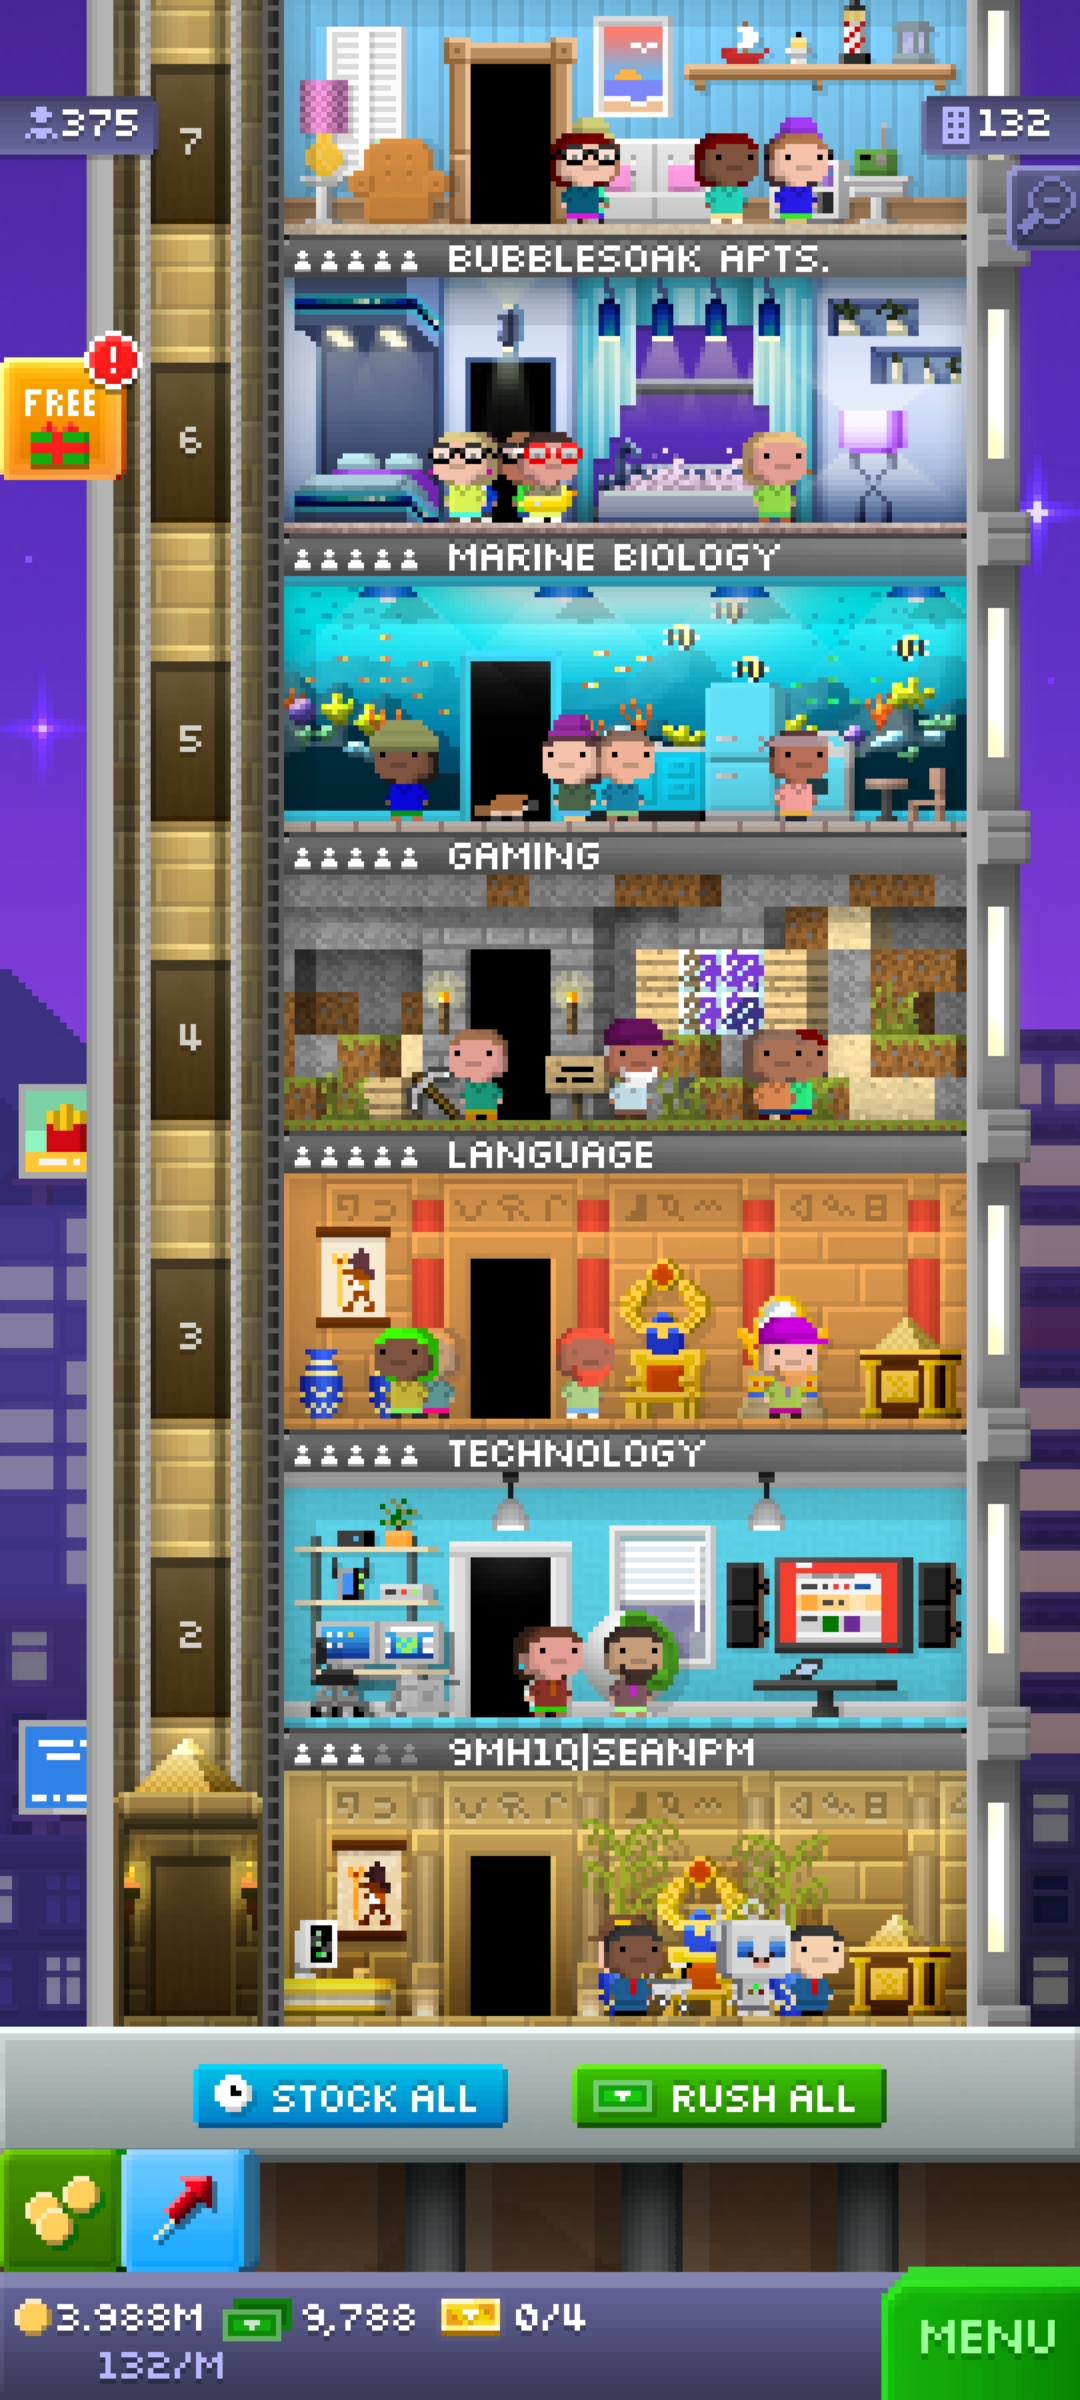 7
375
132
BUBBLESOAK APTS.
FREE
!
6
MARINE BIOLOGY
5
GAMING
4
LANGUAGE
3
TECHNOLOGY
2
9MH1Q|SEANPM
STOCK ALL
RUSH ALL
3.988M
9,788
0/4
132/M
MENU